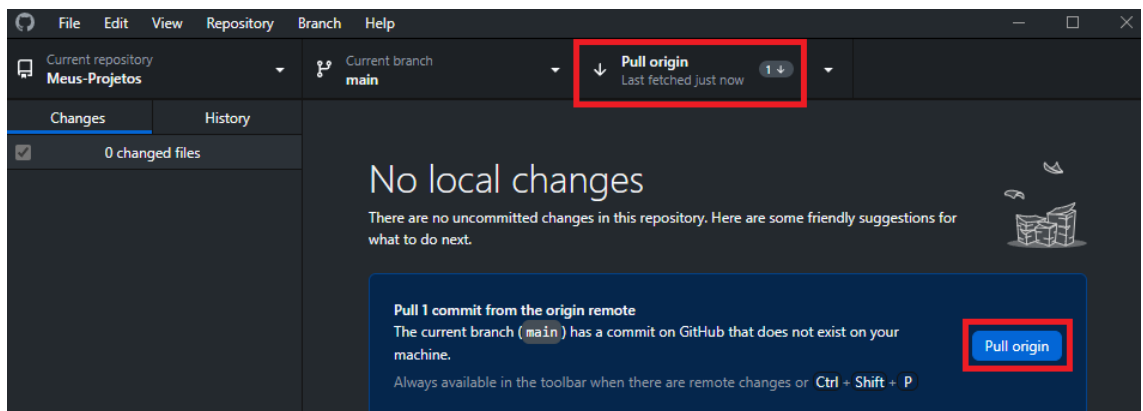 File Edit View Repository Branch Help
Current repository
Meus-Projetos
Current branch
main
Pull origin
Last fetched just now
1
Changes History
0 changed files
No local changes
There are no uncommitted changes in this repository. Here are some friendly suggestions for
what to do next.
Pull 1 commit from the origin remote
The current branch ( main ) has a commit on GitHub that does not exist on your
machine.
Always available in the toolbar when there are remote changes or Ctrl + Shift + P
Pull origin